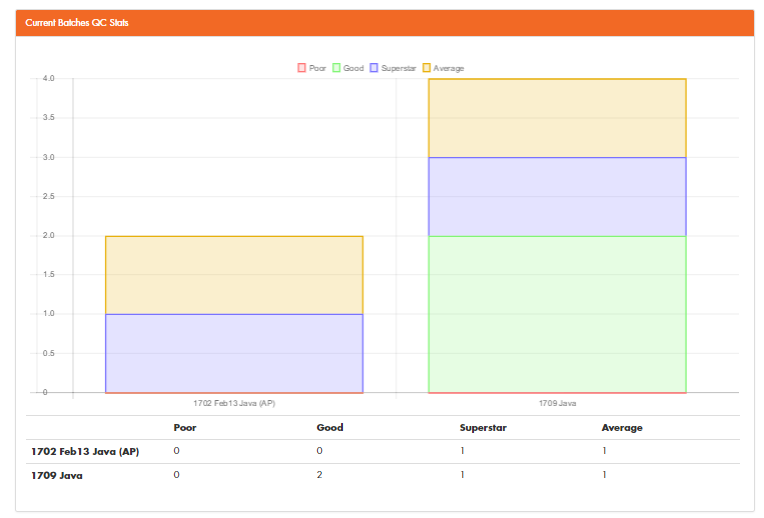 Current Batches QC Stats
Poor Good Superstar Average
4.0
3.5
3.0
2.5
2.0
1.5
1.0
0.5
0
1702 Feb13 Java (AP) 1709 Java
Poor Good Superstar Average
1702 Feb13 Java (AP) 0 0 1 1
1709 Java 0 2 1 1